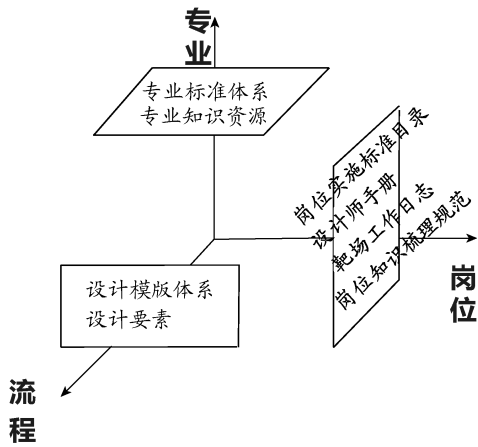 专业
专业标准体系
专业知识资源
岗位实施标准目录
设计师手册
靶场工作日志
岗位知识梳理规范
岗位
设计模版体系
设计要素
流程